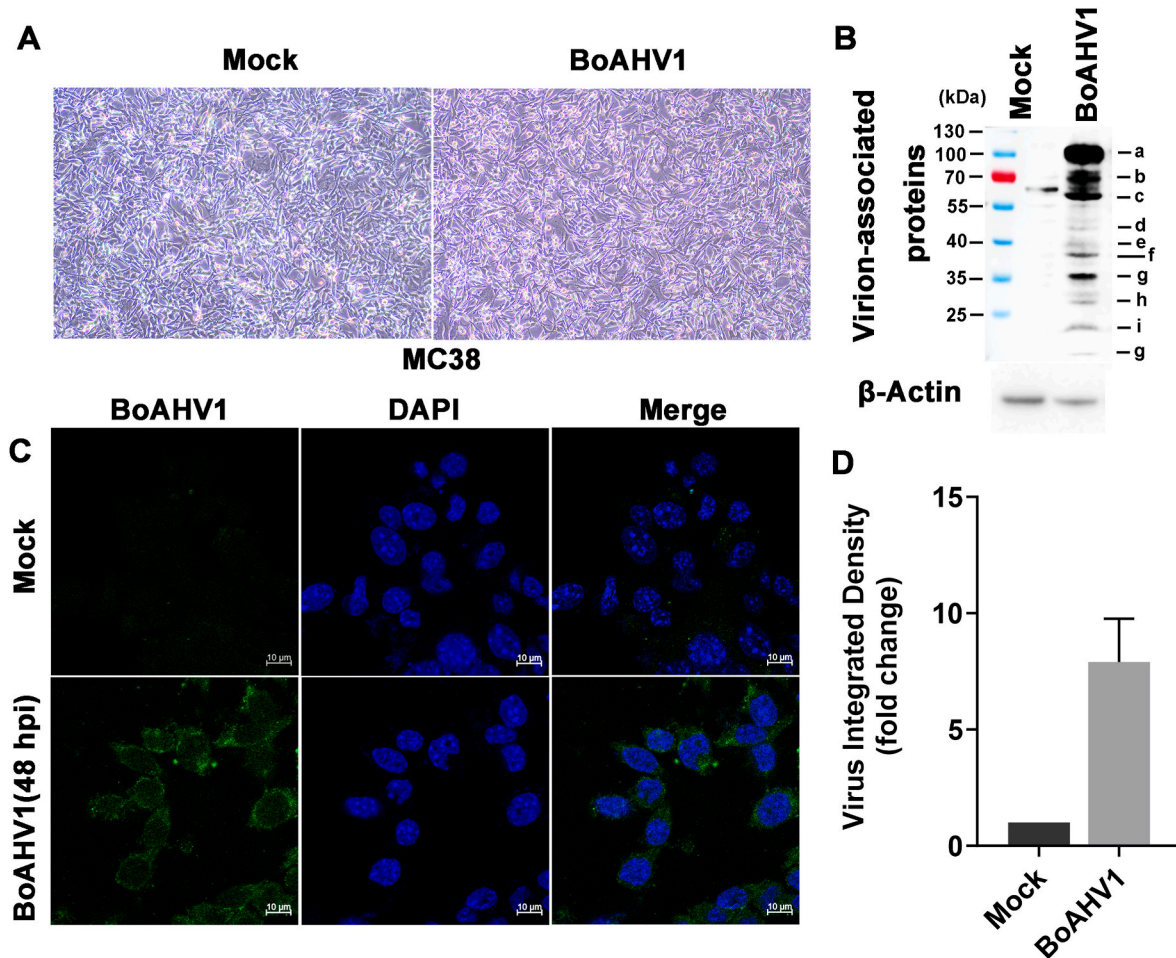 A
Mock
BoAHV1
MC38
B
Virion-associated
proteins
(kDa)
Mock
BoAHV1
130
100
70
55
40
35
25
a
b
c
d
e
f
g
h
i
g
β-Actin
C
BoAHV1
DAPI
Merge
Mock
10 μm
10 μm
10 μm
BoAHV1(48 hpi)
10 μm
10 μm
10 μm
D
Virus Integrated Density
(fold change)
15
10
5
0
Mock
BoAHV1